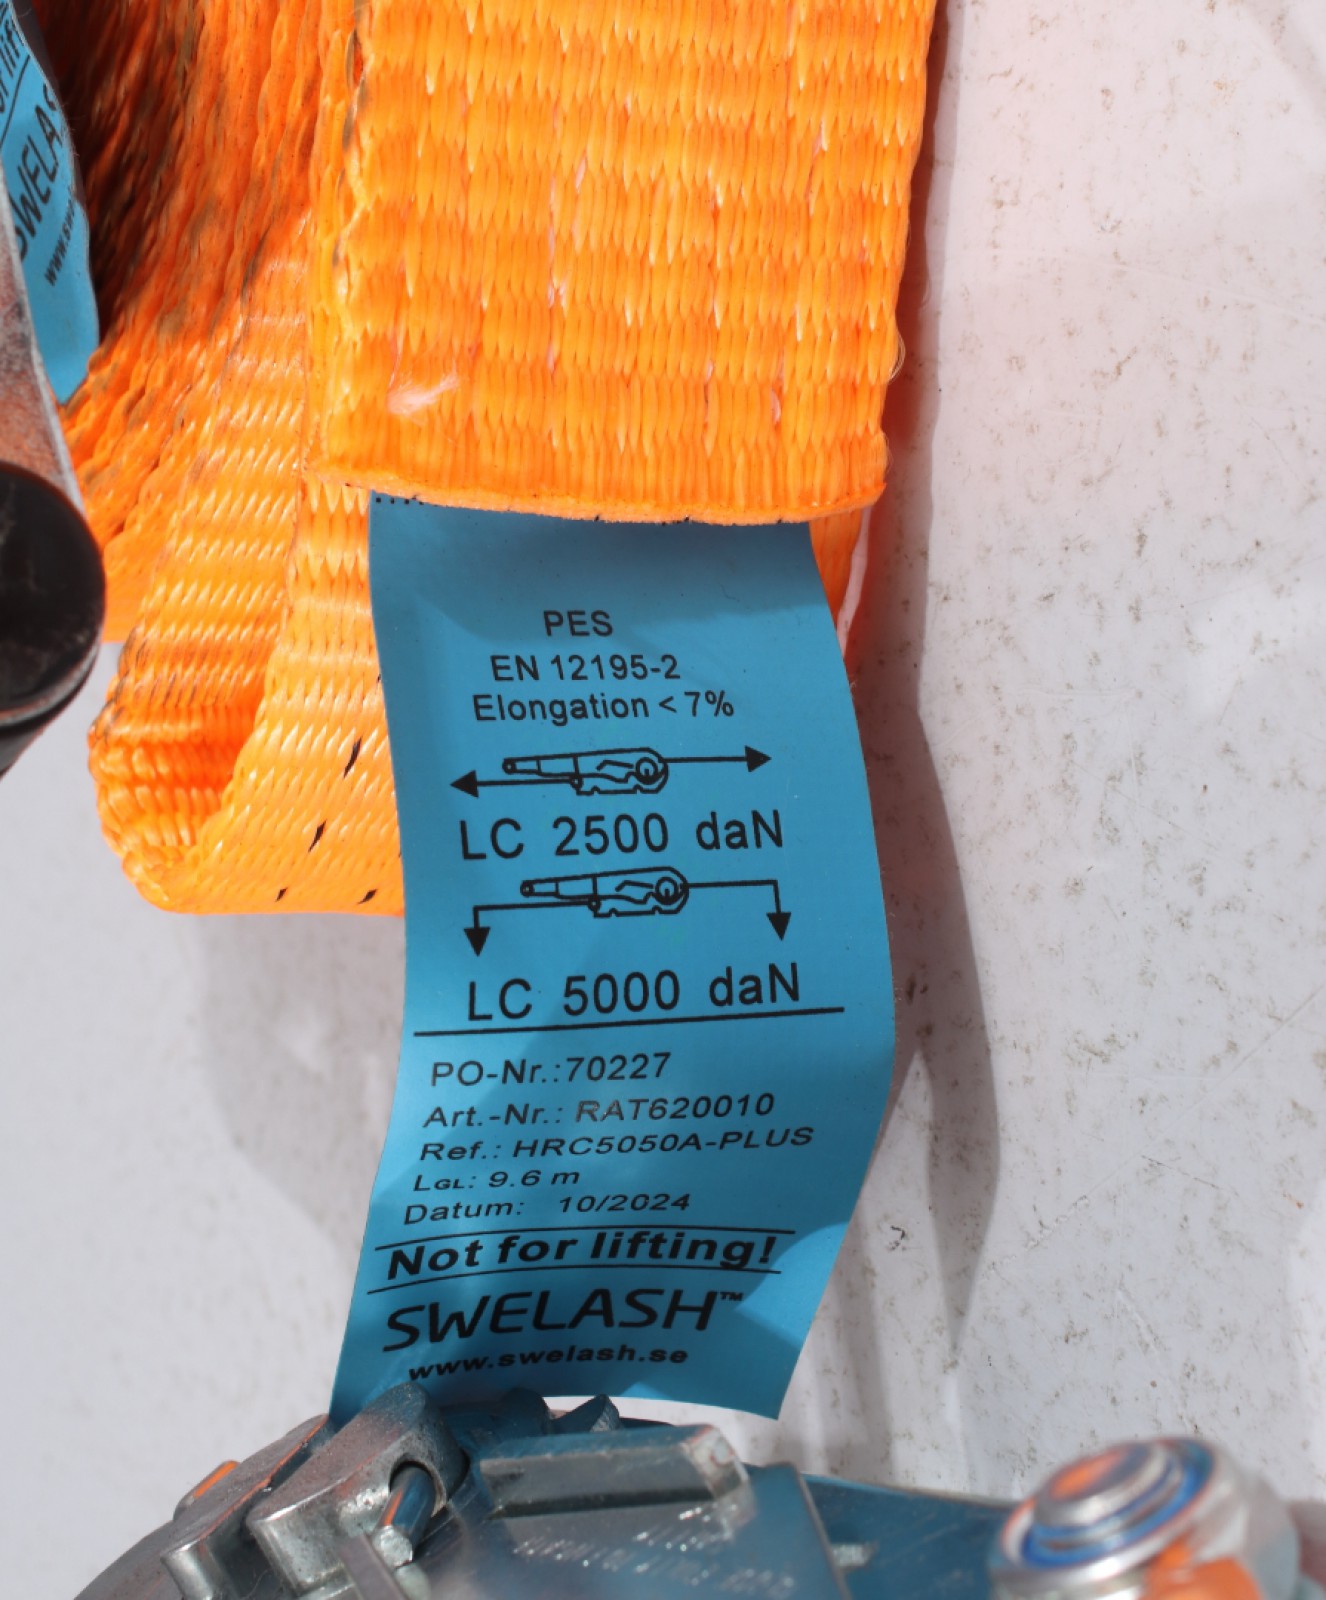 PES
EN 12195-2
Elongation < 7%
LC 2500 daN
LC 5000 daN
PO-Nr.:70227
Art.-Nr.: RAT620010
Ref.: HRC5050A-PLUS
LGL: 9.6 m
Datum: 10/2024
Not for lifting!
SWELASH™
www.swelash.se